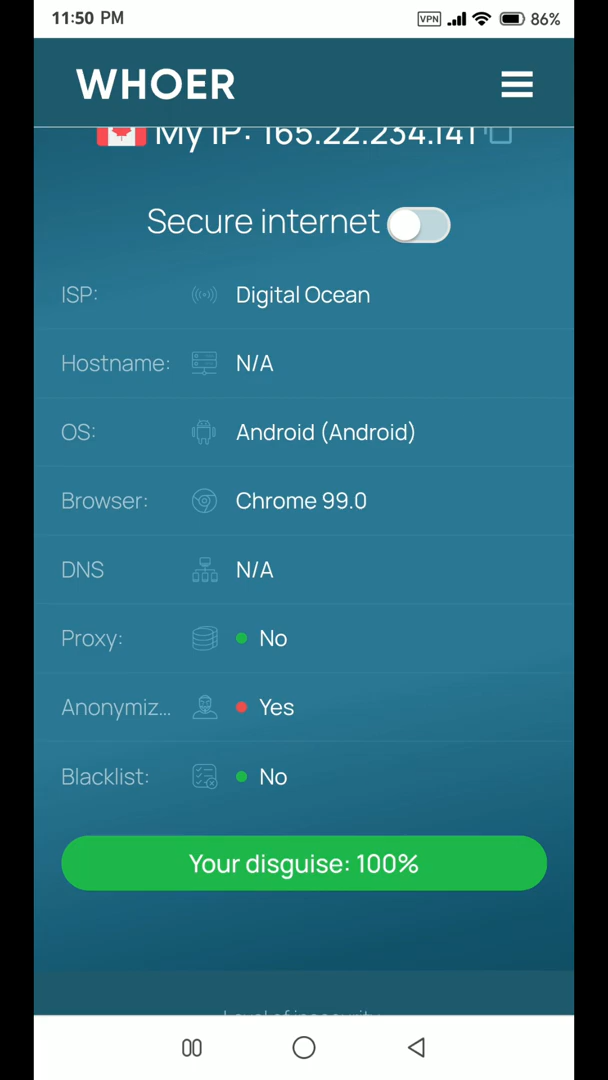 11:50 PM VPN 86%
WHOER
My IP: 165.22.234.141
Secure internet
ISP: Digital Ocean
Hostname: N/A
OS: Android (Android)
Browser: Chrome 99.0
DNS N/A
Proxy: No
Anonymiz... Yes
Blacklist: No
Your disguise: 100%